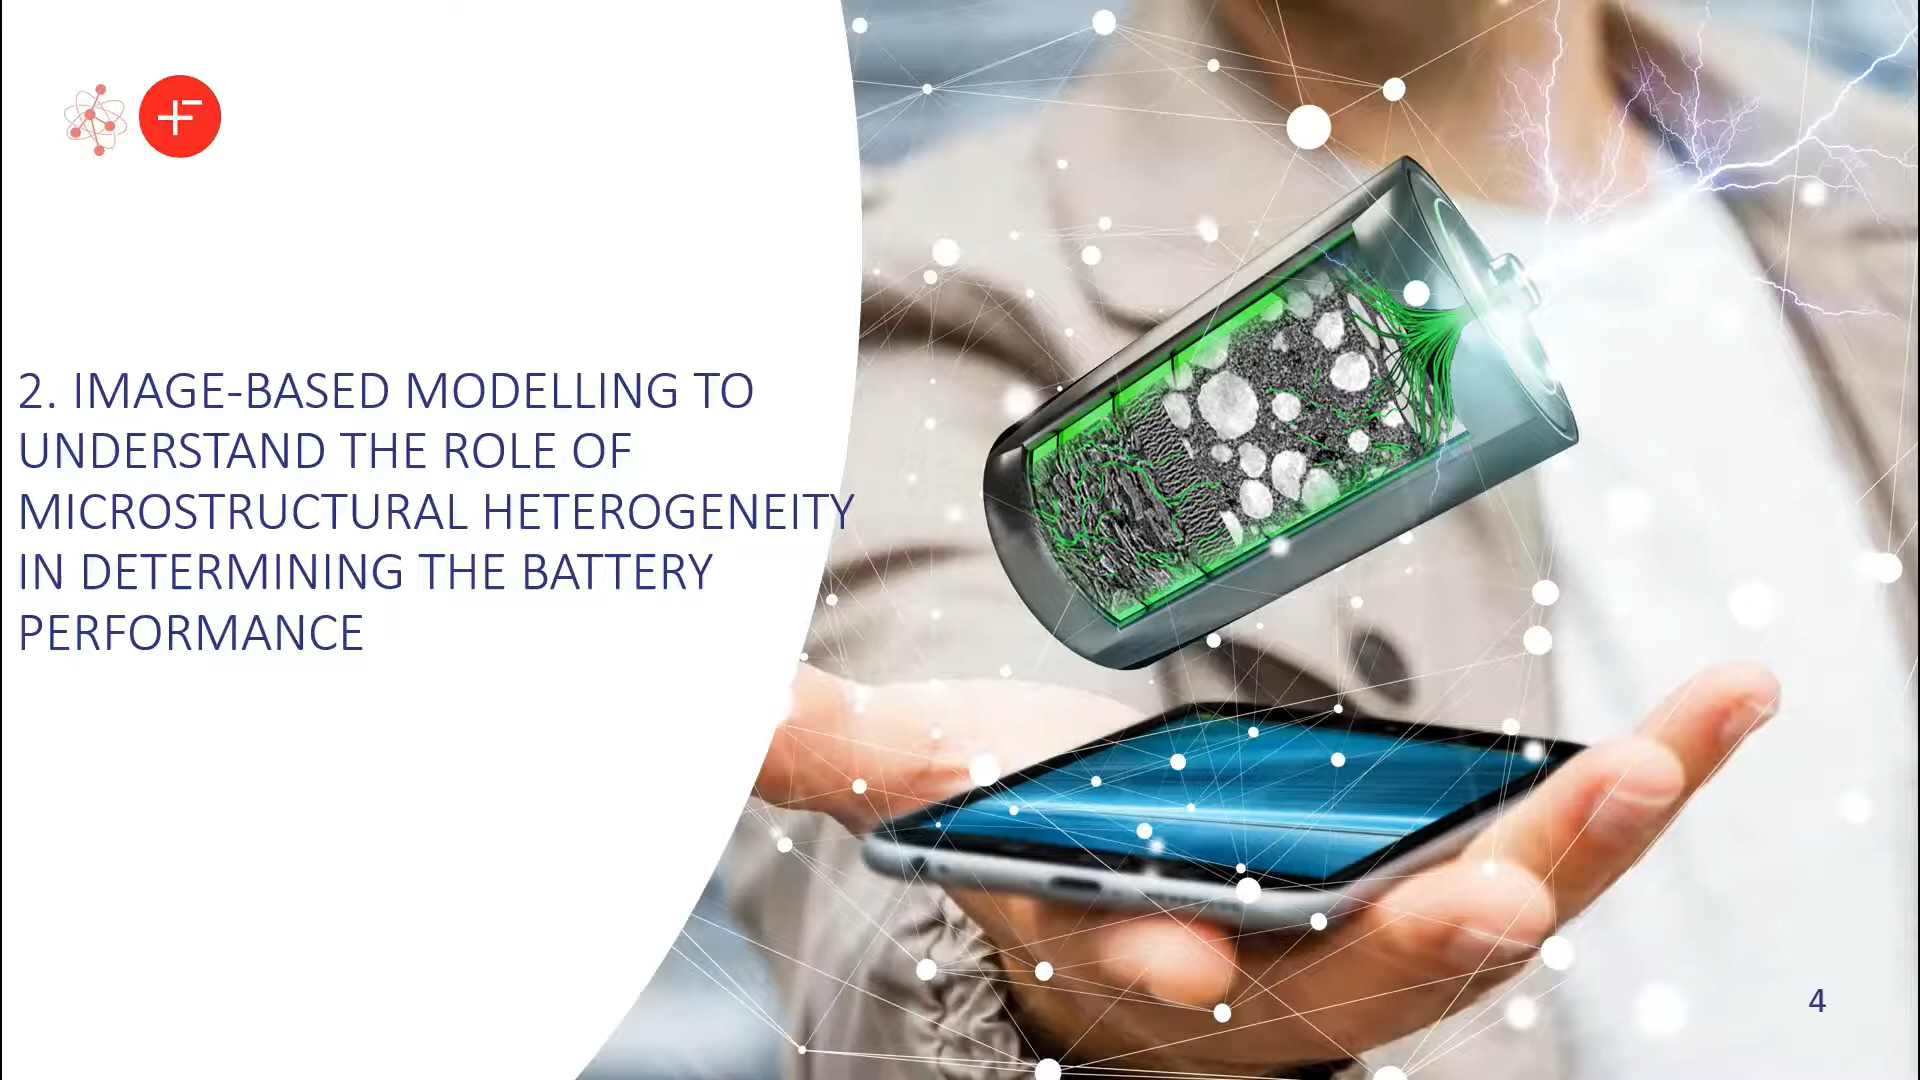 2. IMAGE-BASED MODELLING TO
UNDERSTAND THE ROLE OF
MICROSTRUCTURAL HETEROGENEITY
IN DETERMINING THE BATTERY
PERFORMANCE
4